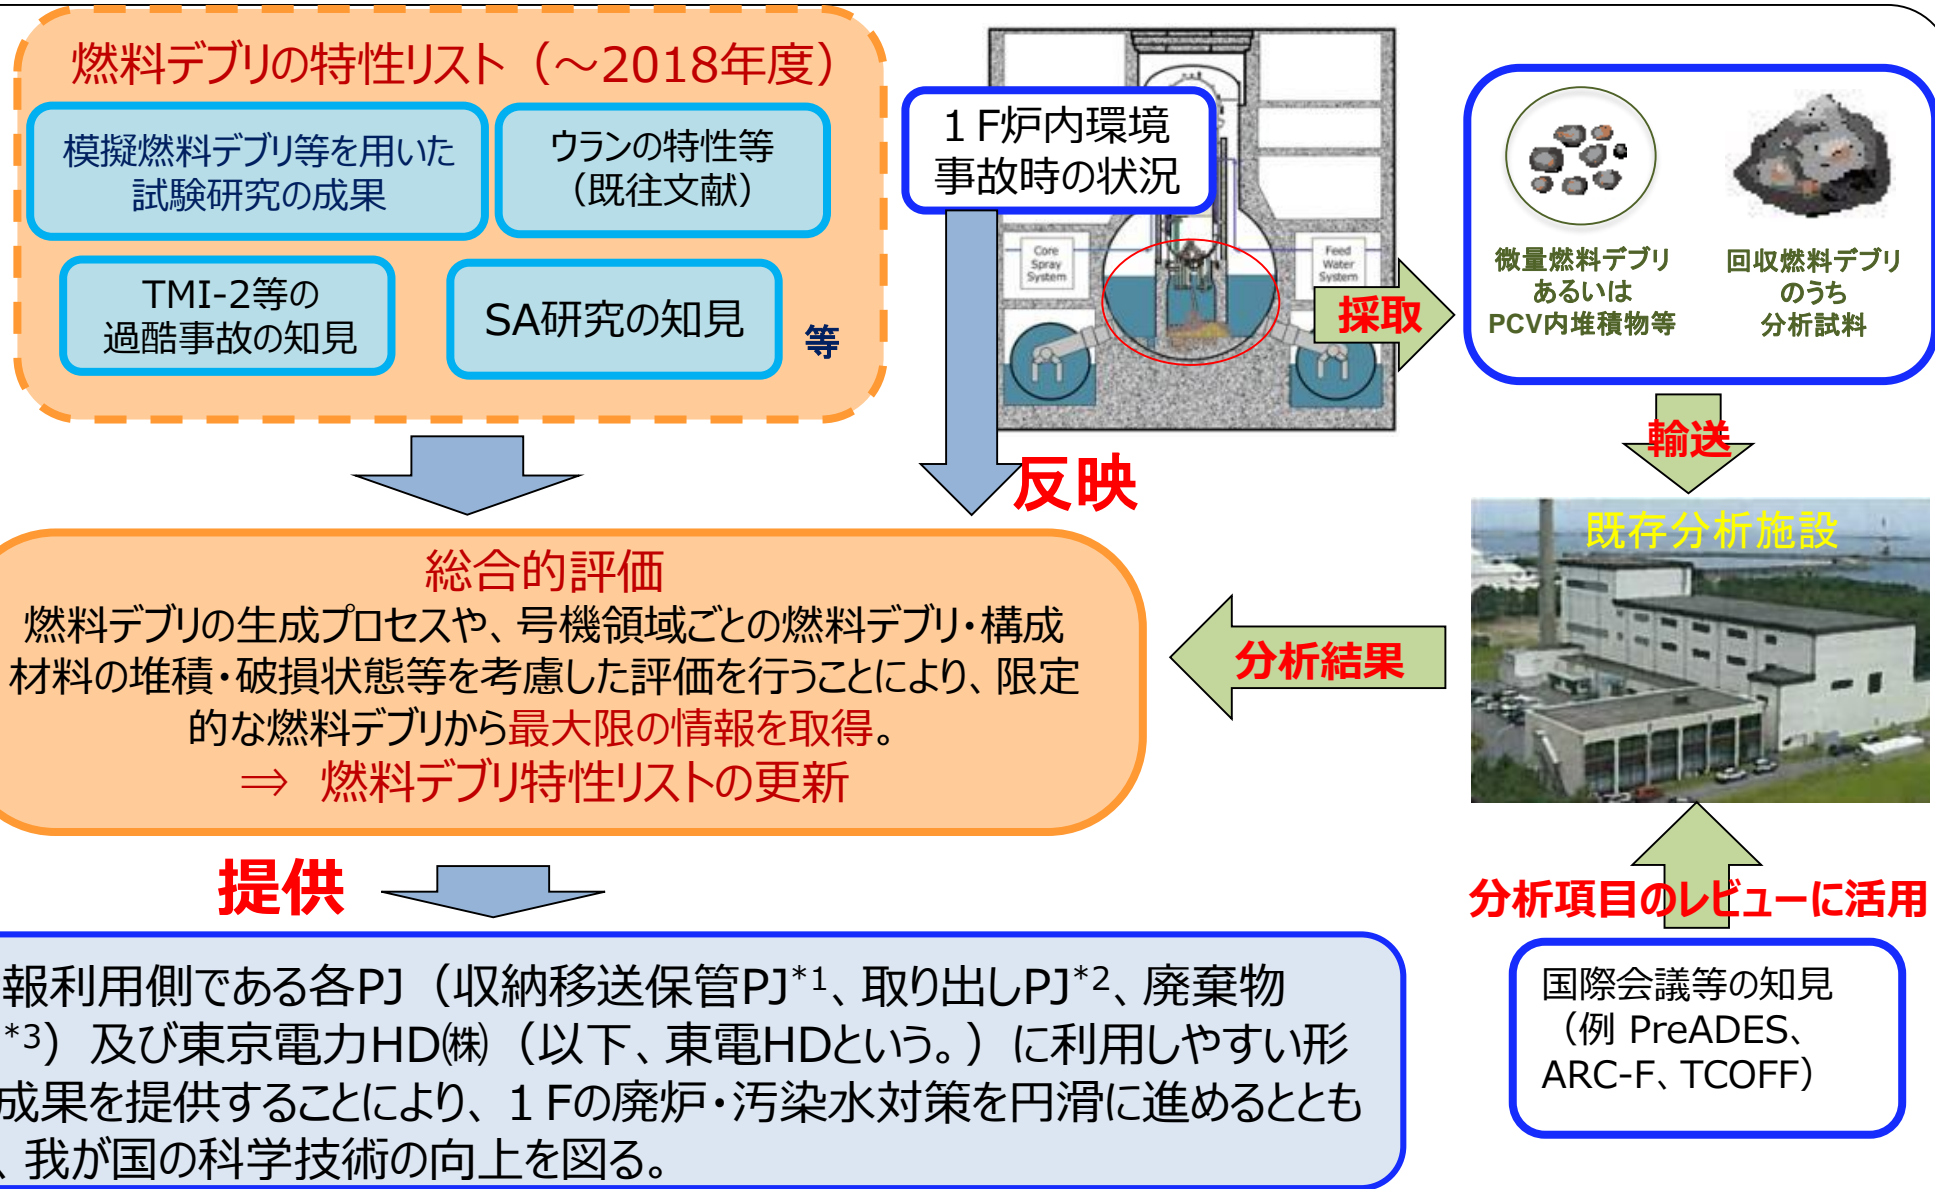 燃料デブリの特性リスト（～2018年度）
模擬燃料デブリ等を用いた
試験研究の成果
ウランの特性等
（既往文献）
TMI-2等の
過酷事故の知見
SA研究の知見
等
１F炉内環境
事故時の状況
Core
Spray
System
Feed
Water
System
採取
微量燃料デブリ
あるいは
PCV内堆積物等
回収燃料デブリ
のうち
分析試料
輸送
反映
既存分析施設
総合的評価
燃料デブリの生成プロセスや、号機領域ごとの燃料デブリ・構成
材料の堆積・破損状態等を考慮した評価を行うことにより、限定
的な燃料デブリから最大限の情報を取得。
⇒ 燃料デブリ特性リストの更新
分析結果
提供
分析項目のレビューに活用
報利用側である各PJ（収納移送保管PJ*1、取り出しPJ*2、廃棄物
*3）及び東京電力HD㈱（以下、東電HDという。）に利用しやすい形
成果を提供することにより、１Fの廃炉・汚染水対策を円滑に進めるととも
、我が国の科学技術の向上を図る。
国際会議等の知見
（例 PreADES、
ARC-F、TCOFF）